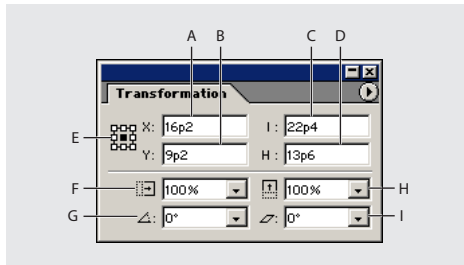 A B C D
Transformation
E X: 16p2 I : 22p4
Y: 9p2 H : 13p6
F 100% 100% H
G 0° 0° I